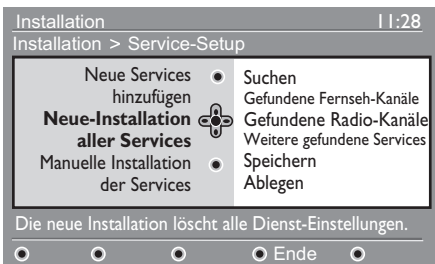 Installation 11:28
Installation > Service-Setup
Neue Services
hinzufügen
Neue-Installation
aller Services
Manuelle Installation
der Services
Suchen
Gefundene Fernseh-Kanäle
Gefundene Radio-Kanäle
Weitere gefundene Services
Speichern
Ablegen
Die neue Installation löscht alle Dienst-Einstellungen.
Ende